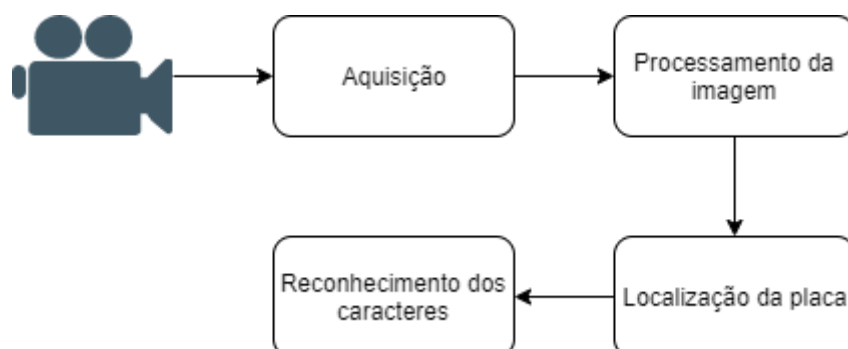 Aquisição
Processamento da
imagem
Localização da placa
Reconhecimento dos
caracteres